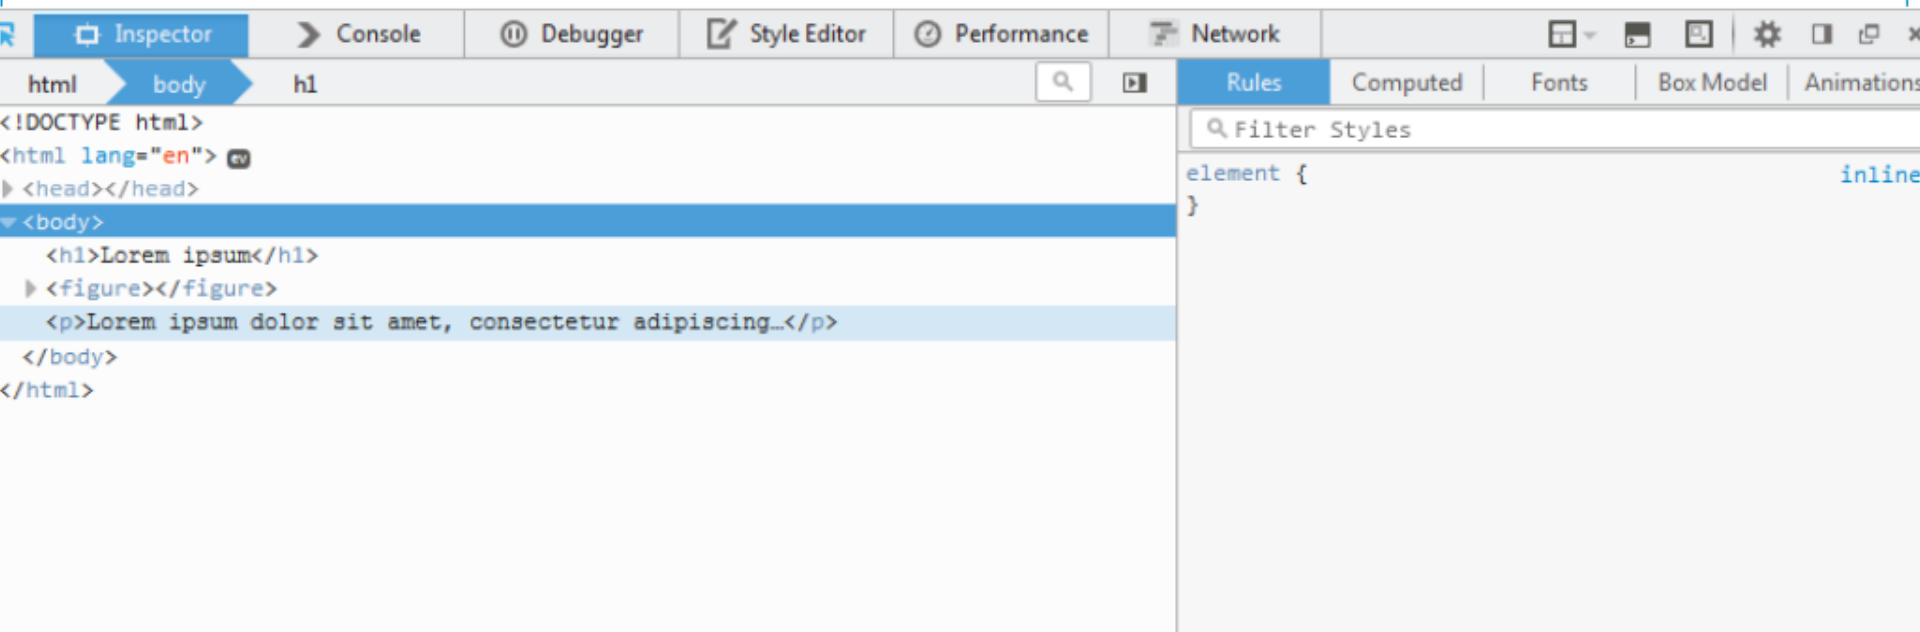 Inspector Console Debugger Style Editor Performance Network
html body h1
Rules Computed Fonts Box Model Animations
<!DOCTYPE html>
<html lang="en"> ev
<head></head>
<body>
<h1>Lorem ipsum</h1>
<figure></figure>
<p>Lorem ipsum dolor sit amet, consectetur adipiscing…</p>
</body>
</html>
Filter Styles
element { inline
}